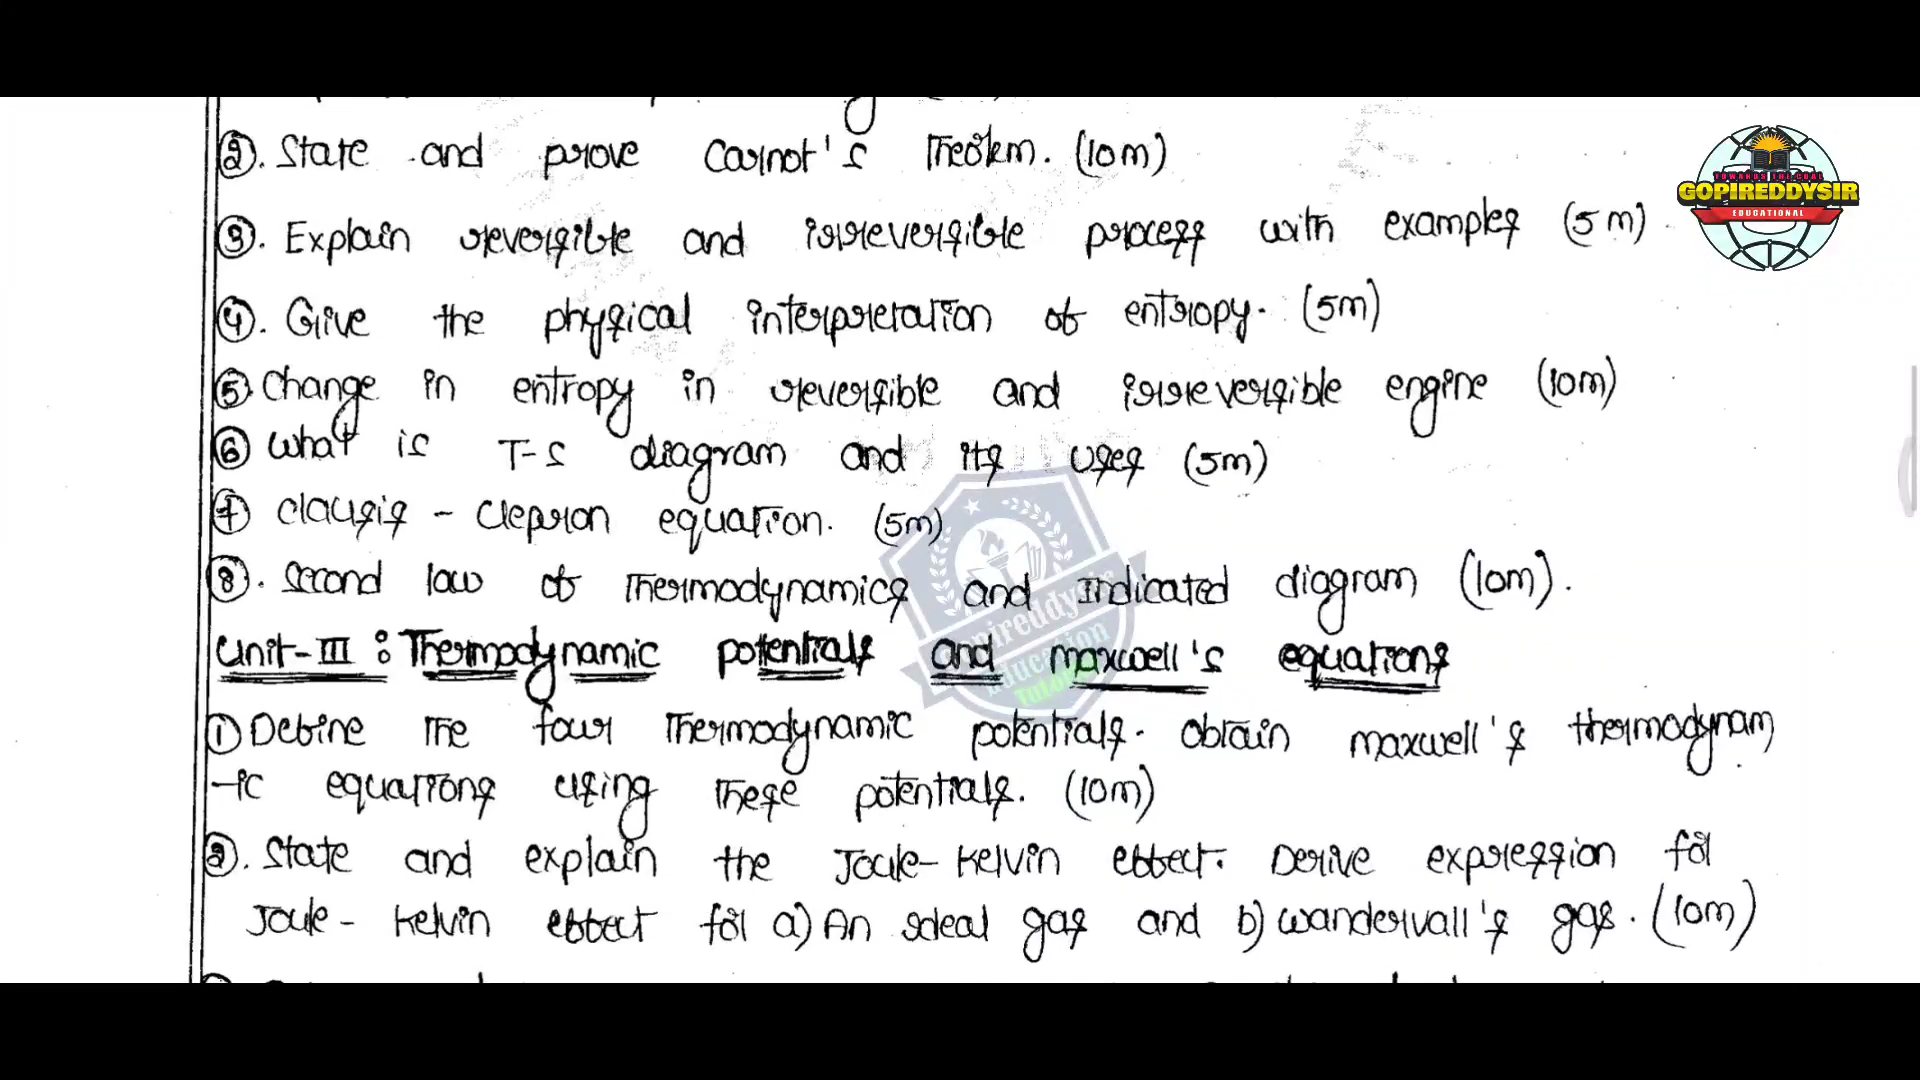 ②. State and prove Carnot's Theorem. (10m)
③. Explain reversible and irreversible process with examples (5m)
④. Give the physical interpretation of entropy. (5m)
⑤ Change in entropy in reversible and irreversible engine (10m)
⑥ What is T-S diagram and its uses (5m)
⑦ Clausis - Clepron equation. (5m)
⑧. Second law of Thermodynamics and Indicated diagram (10m).
Unit-III : Thermodynamic potentials and maxwell's equations
① Define The four Thermodynamic potentials. obtain maxwell's thermodynam
-ic equations using These potentials. (10m)
②. State and explain the Joule-Kelvin effect. Derive expression for
Joule - Kelvin effect for a) An Ideal gas and b) wandervall's gas. (10m)
TOWARDS THE GOAL
GOPIREDDYSIR
EDUCATIONAL